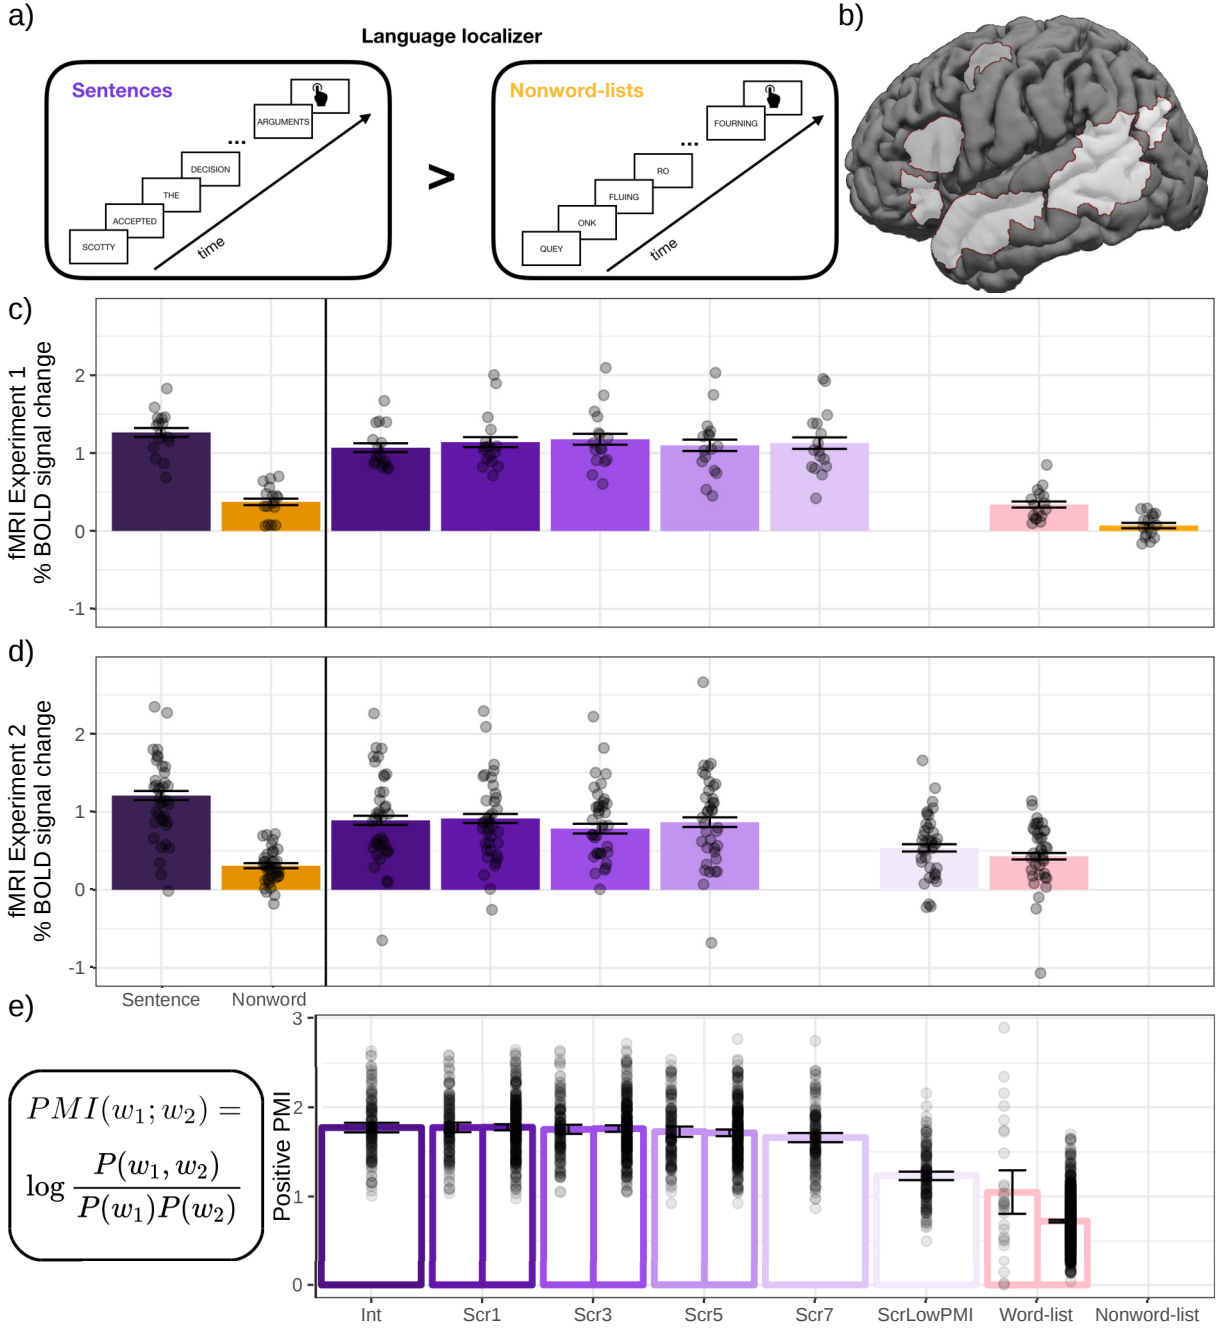 a)
Language localizer
b)
Sentences
SCOTTY
ACCEPTED
THE
DECISION
...
ARGUMENTS
time
>
Nonword-lists
QUEY
ONK
FLUING
RO
...
FOURNING
time
c)
fMRI Experiment 1
% BOLD signal change
2
1
0
-1
d)
fMRI Experiment 2
% BOLD signal change
2
1
0
-1
Sentence Nonword
e)
PMI(w₁; w₂) =
log P(w₁, w₂) / P(w₁)P(w₂)
Positive PMI
3
2
1
0
Int Scr1 Scr3 Scr5 Scr7 ScrLowPMI Word-list Nonword-list